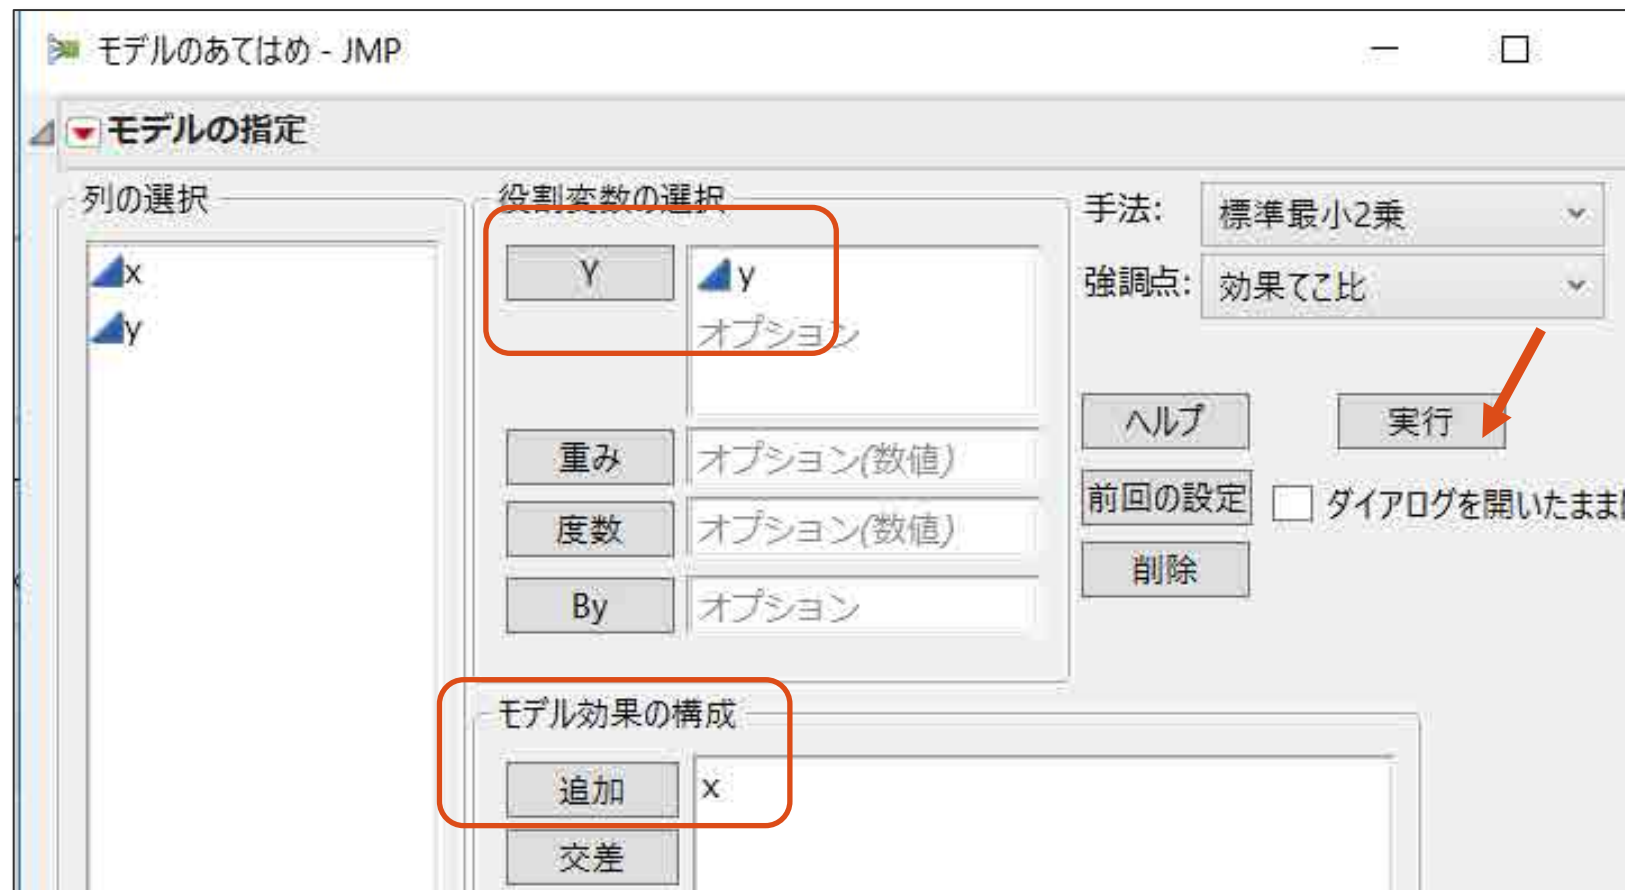 モデルのあてはめ - JMP
モデルの指定
列の選択
x
y
役割変数の選択
Y
y
オプション
重み
オプション(数値)
度数
オプション(数値)
By
オプション
手法:
標準最小2乗
強調点:
効果てこ比
ヘルプ
実行
前回の設定
ダイアログを開いたまま
削除
モデル効果の構成
追加
x
交差